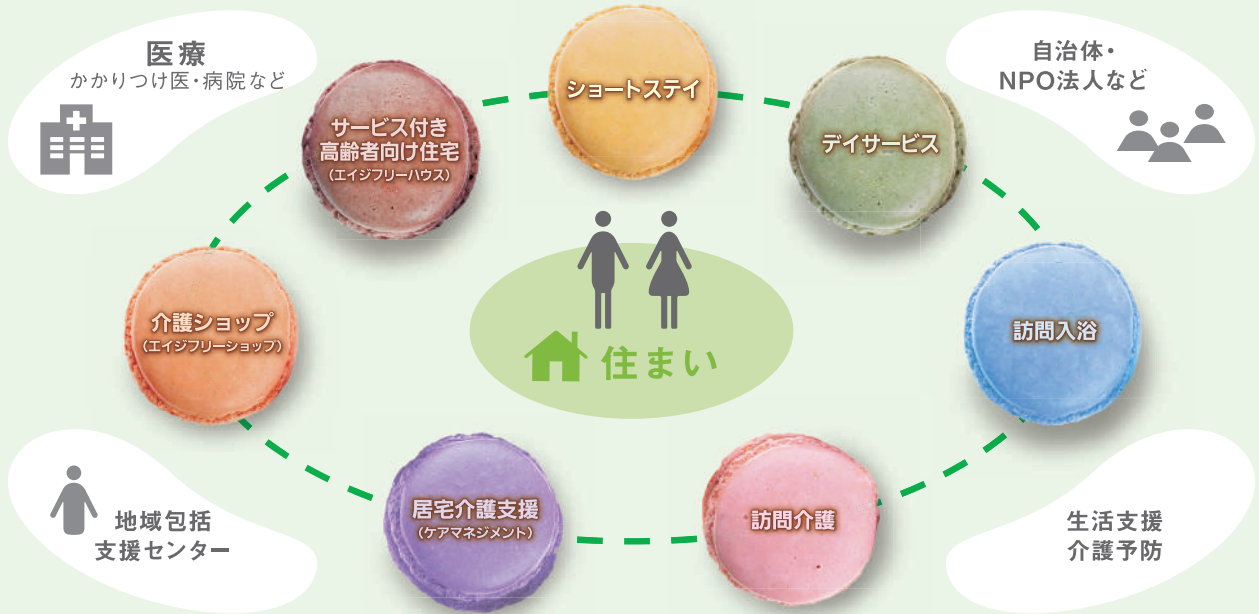 医療
かかりつけ医・病院など
自治体・
NPO法人など
ショートステイ
サービス付き
高齢者向け住宅
(エイジフリーハウス)
デイサービス
介護ショップ
(エイジフリーショップ)
訪問入浴
住まい
居宅介護支援
(ケアマネジメント)
訪問介護
地域包括
支援センター
生活支援
介護予防